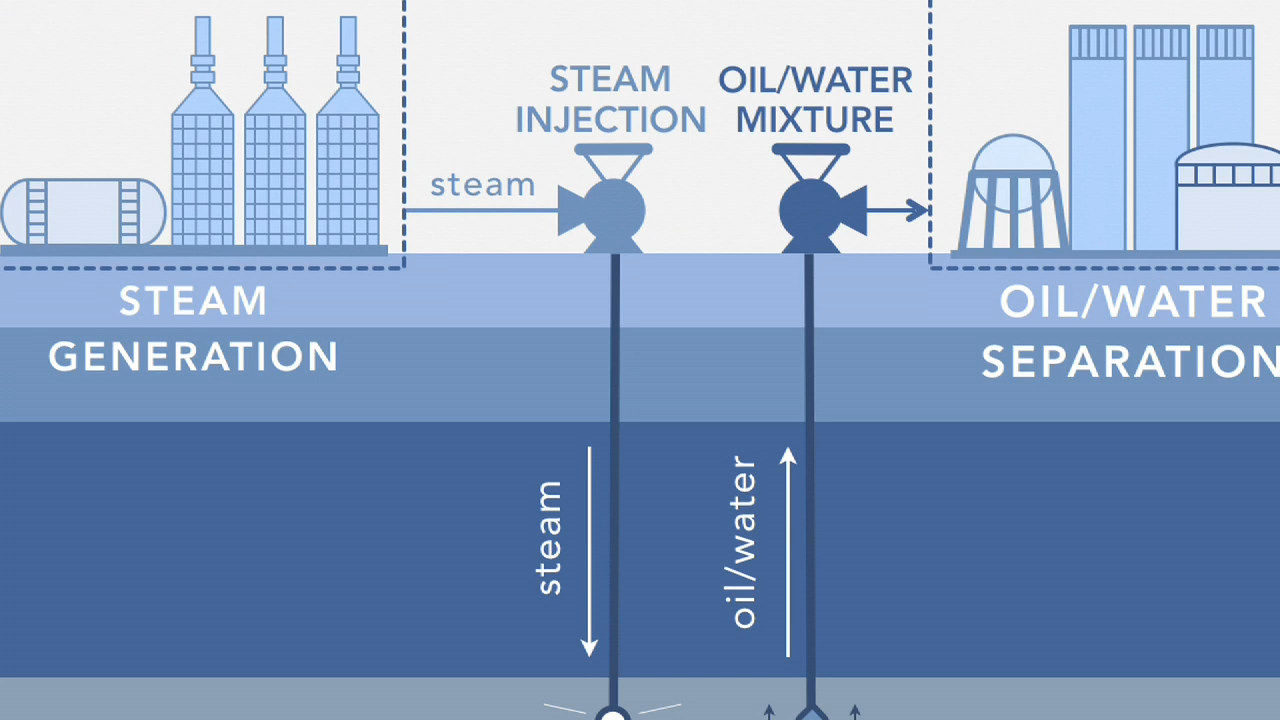 STEAM
INJECTION
OIL/WATER
MIXTURE
steam
STEAM
GENERATION
OIL/WATER
SEPARATION
steam
oil/water